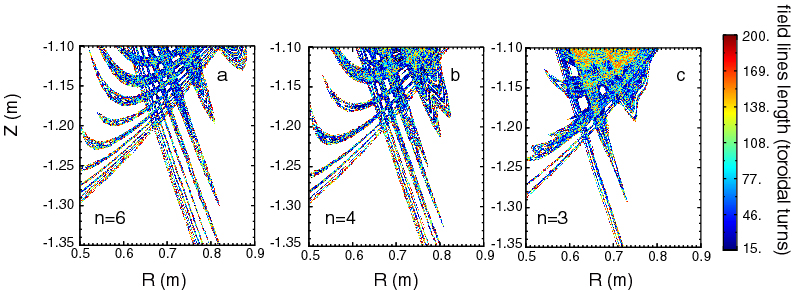 Z (m)
-1.10
-1.15
-1.20
-1.25
-1.30
-1.35
a
n=6
0.5 0.6 0.7 0.8 0.9
R (m)
-1.10
-1.15
-1.20
-1.25
-1.30
-1.35
b
n=4
0.5 0.6 0.7 0.8 0.9
R (m)
-1.10
-1.15
-1.20
-1.25
-1.30
-1.35
c
n=3
0.5 0.6 0.7 0.8 0.9
R (m)
200.
169.
138.
108.
77.
46.
15.
field lines length (toroidal turns)